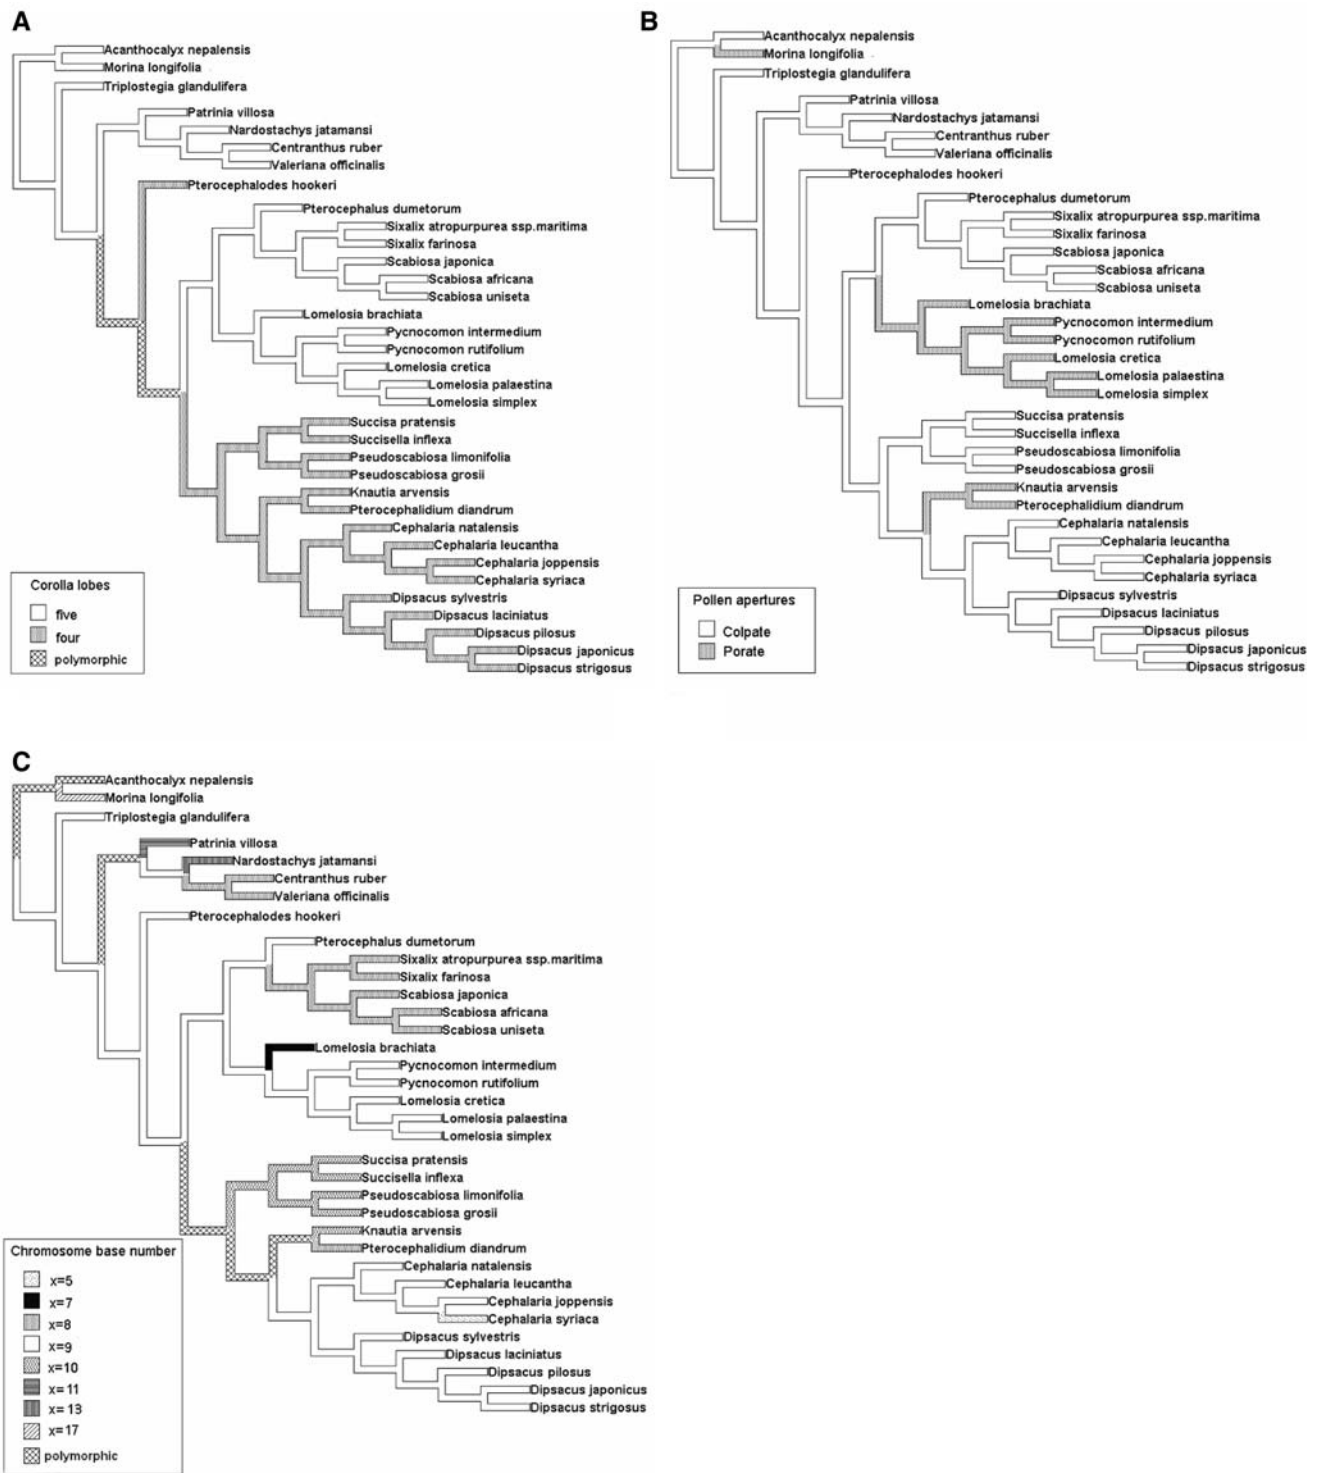 A
Acanthocalyx nepalensis
Morina longifolia
Triplostegia glandulifera
Patrinia villosa
Nardostachys jatamansi
Centranthus ruber
Valeriana officinalis
Pterocephalodes hookeri
Pterocephalus dumetorum
Sixalix atropurpurea ssp.maritima
Sixalix farinosa
Scabiosa japonica
Scabiosa africana
Scabiosa uniseta
Lomelosia brachiata
Pycnocomon intermedium
Pycnocomon rutifolium
Lomelosia cretica
Lomelosia palaestina
Lomelosia simplex
Succisa pratensis
Succisella inflexa
Pseudoscabiosa limonifolia
Pseudoscabiosa grosii
Knautia arvensis
Pterocephalidium diandrum
Cephalaria natalensis
Cephalaria leucantha
Cephalaria joppensis
Cephalaria syriaca
Dipsacus sylvestris
Dipsacus laciniatus
Dipsacus pilosus
Dipsacus japonicus
Dipsacus strigosus
Corolla lobes
five
four
polymorphic
B
Acanthocalyx nepalensis
Morina longifolia
Triplostegia glandulifera
Patrinia villosa
Nardostachys jatamansi
Centranthus ruber
Valeriana officinalis
Pterocephalodes hookeri
Pterocephalus dumetorum
Sixalix atropurpurea ssp.maritima
Sixalix farinosa
Scabiosa japonica
Scabiosa africana
Scabiosa uniseta
Lomelosia brachiata
Pycnocomon intermedium
Pycnocomon rutifolium
Lomelosia cretica
Lomelosia palaestina
Lomelosia simplex
Succisa pratensis
Succisella inflexa
Pseudoscabiosa limonifolia
Pseudoscabiosa grosii
Knautia arvensis
Pterocephalidium diandrum
Cephalaria natalensis
Cephalaria leucantha
Cephalaria joppensis
Cephalaria syriaca
Dipsacus sylvestris
Dipsacus laciniatus
Dipsacus pilosus
Dipsacus japonicus
Dipsacus strigosus
Pollen apertures
Colpate
Porate
C
Acanthocalyx nepalensis
Morina longifolia
Triplostegia glandulifera
Patrinia villosa
Nardostachys jatamansi
Centranthus ruber
Valeriana officinalis
Pterocephalodes hookeri
Pterocephalus dumetorum
Sixalix atropurpurea ssp.maritima
Sixalix farinosa
Scabiosa japonica
Scabiosa africana
Scabiosa uniseta
Lomelosia brachiata
Pycnocomon intermedium
Pycnocomon rutifolium
Lomelosia cretica
Lomelosia palaestina
Lomelosia simplex
Succisa pratensis
Succisella inflexa
Pseudoscabiosa limonifolia
Pseudoscabiosa grosii
Knautia arvensis
Pterocephalidium diandrum
Cephalaria natalensis
Cephalaria leucantha
Cephalaria joppensis
Cephalaria syriaca
Dipsacus sylvestris
Dipsacus laciniatus
Dipsacus pilosus
Dipsacus japonicus
Dipsacus strigosus
Chromosome base number
x=5
x=7
x=8
x=9
x=10
x=11
x=13
x=17
polymorphic